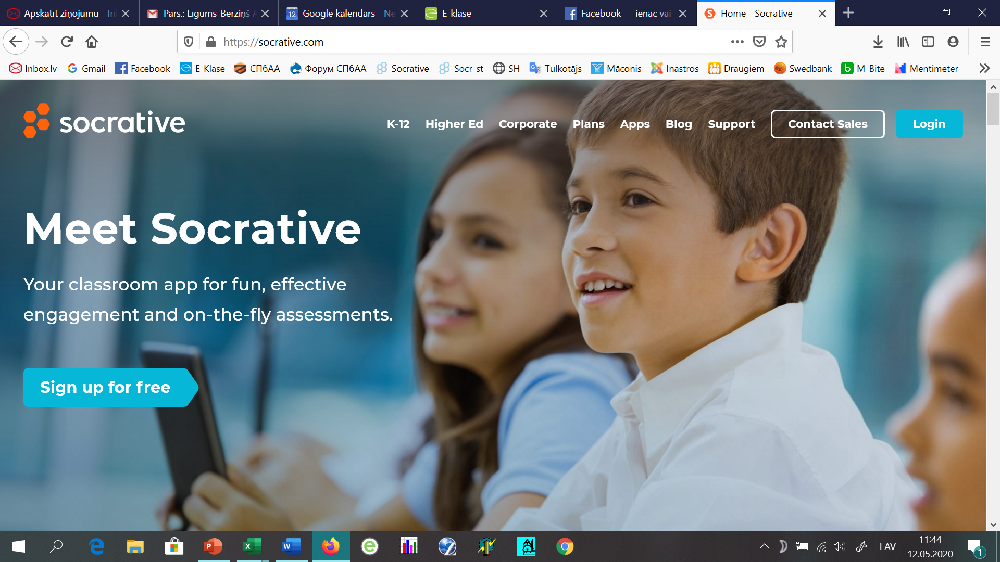 Apskatīt ziņojumu - In
Pārs.: Līgums_Bērziņš A
Google kalendārs - Ne
E-klase
Facebook — ienāc vai
Home - Socrative
https://socrative.com
Inbox.lv
Gmail
Facebook
E-Klase
СПбАА
Форум СПбАА
Socrative
Socr_st
SH
Tulkotājs
Māconis
Inastros
Draugiem
Swedbank
M_Bite
Mentimeter
socrative
K-12
Higher Ed
Corporate
Plans
Apps
Blog
Support
Contact Sales
Login
Meet Socrative
Your classroom app for fun, effective
engagement and on-the-fly assessments.
Sign up for free
LAV
11:44
12.05.2020
1